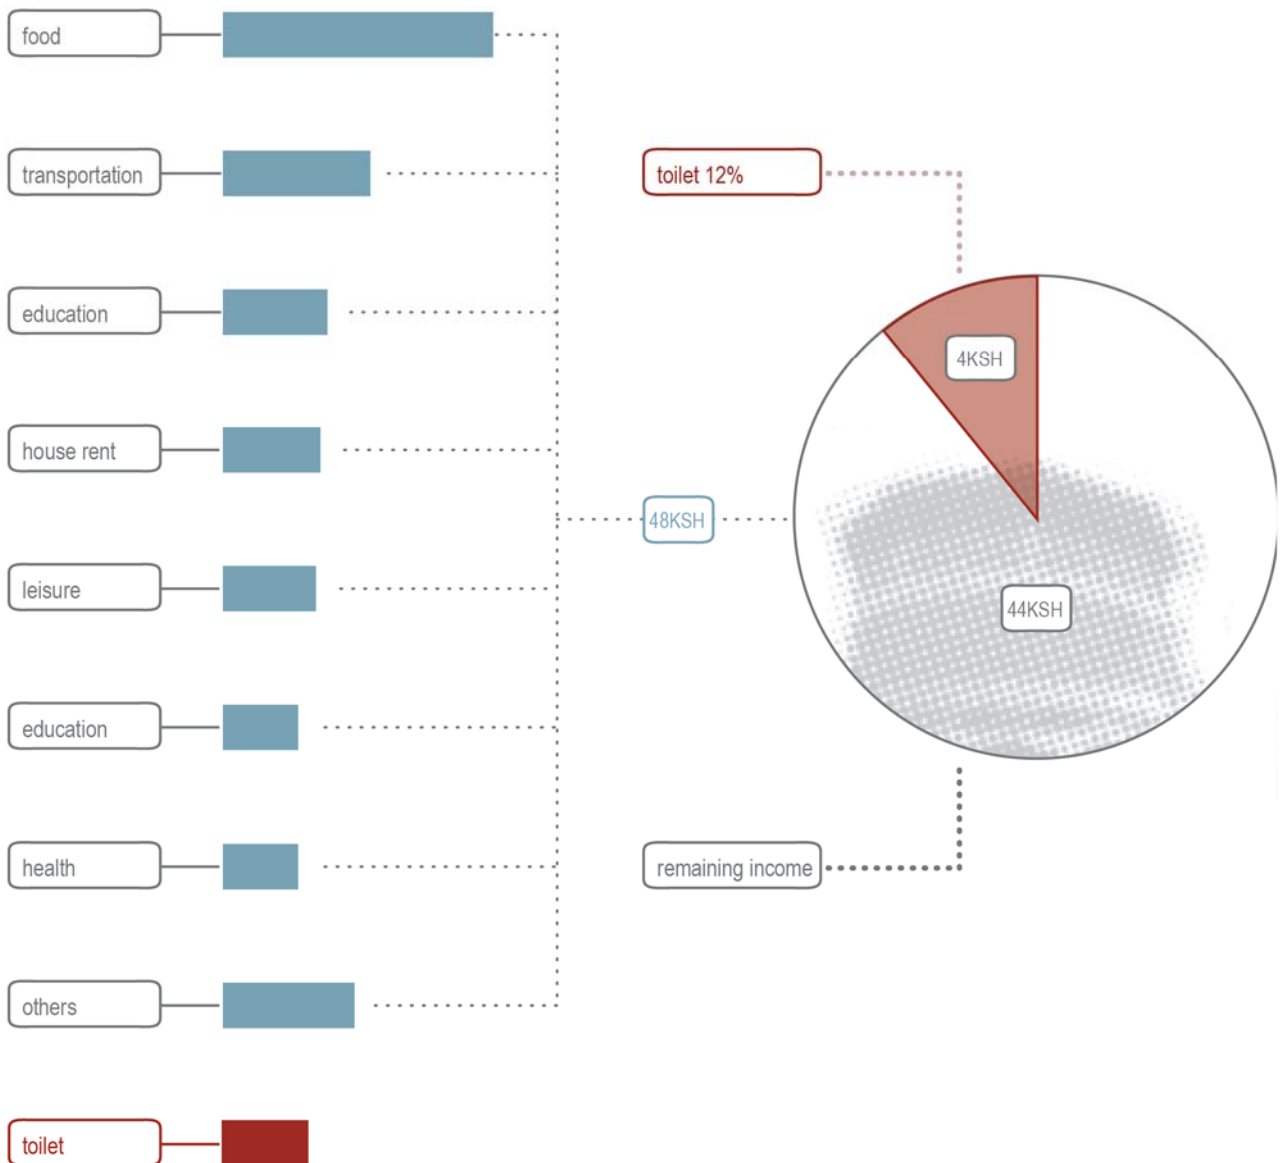 food
transportation
education
house rent
leisure
education
health
others
toilet
toilet 12%
48KSH
4KSH
44KSH
remaining income